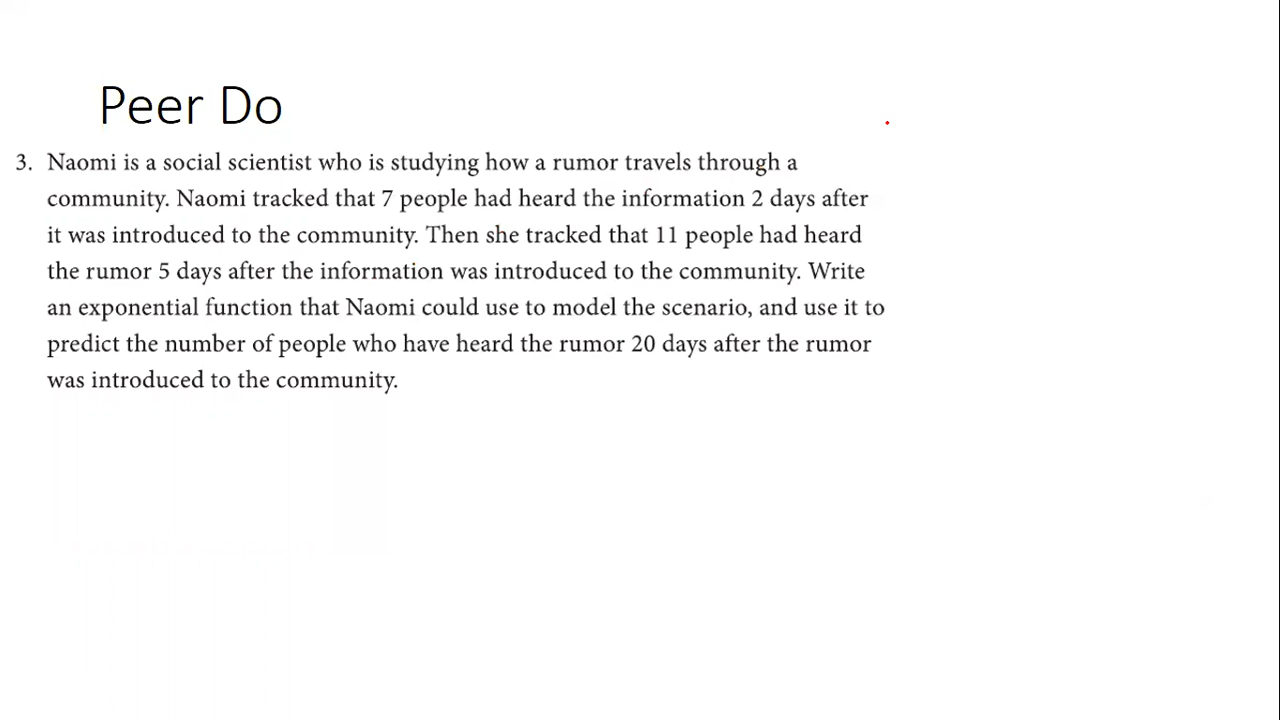 Peer Do
3. Naomi is a social scientist who is studying how a rumor travels through a
community. Naomi tracked that 7 people had heard the information 2 days after
it was introduced to the community. Then she tracked that 11 people had heard
the rumor 5 days after the information was introduced to the community. Write
an exponential function that Naomi could use to model the scenario, and use it to
predict the number of people who have heard the rumor 20 days after the rumor
was introduced to the community.